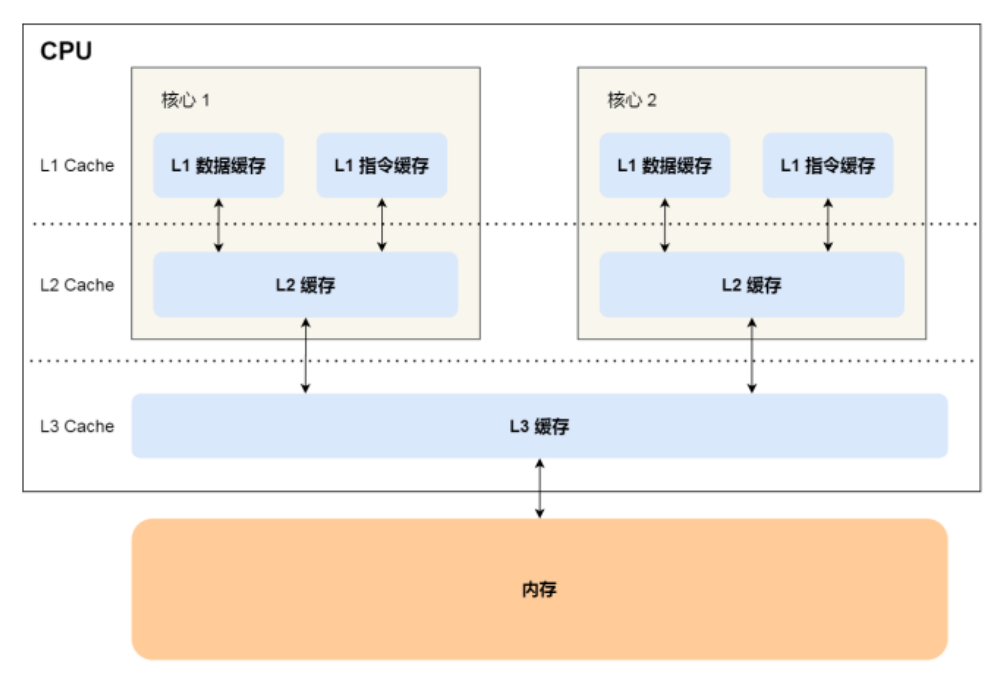 CPU
核心 1
核心 2
L1 Cache
L1 数据缓存
L1 指令缓存
L1 数据缓存
L1 指令缓存
L2 Cache
L2 缓存
L2 缓存
L3 Cache
L3 缓存
内存